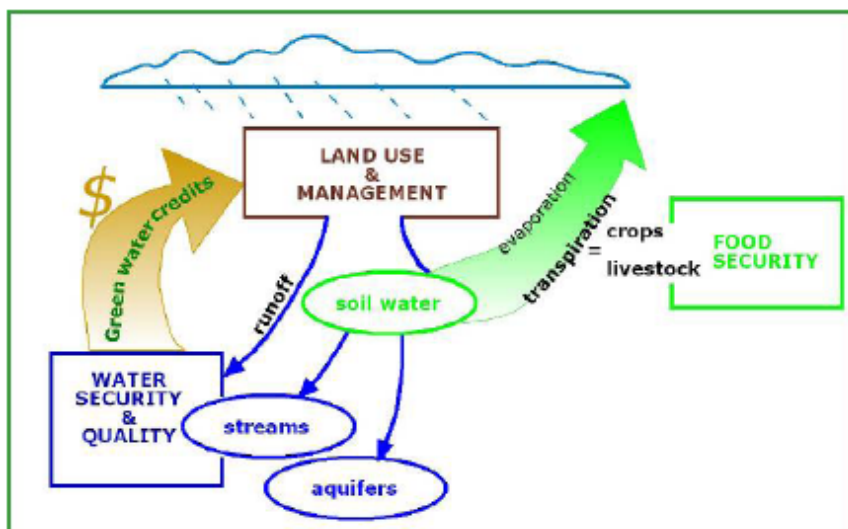 LAND USE
&
MANAGEMENT
$
Green water credits
evaporation
transpiration
=
crops
livestock
FOOD
SECURITY
runoff
soil water
WATER
SECURITY
&
QUALITY
streams
aquifers